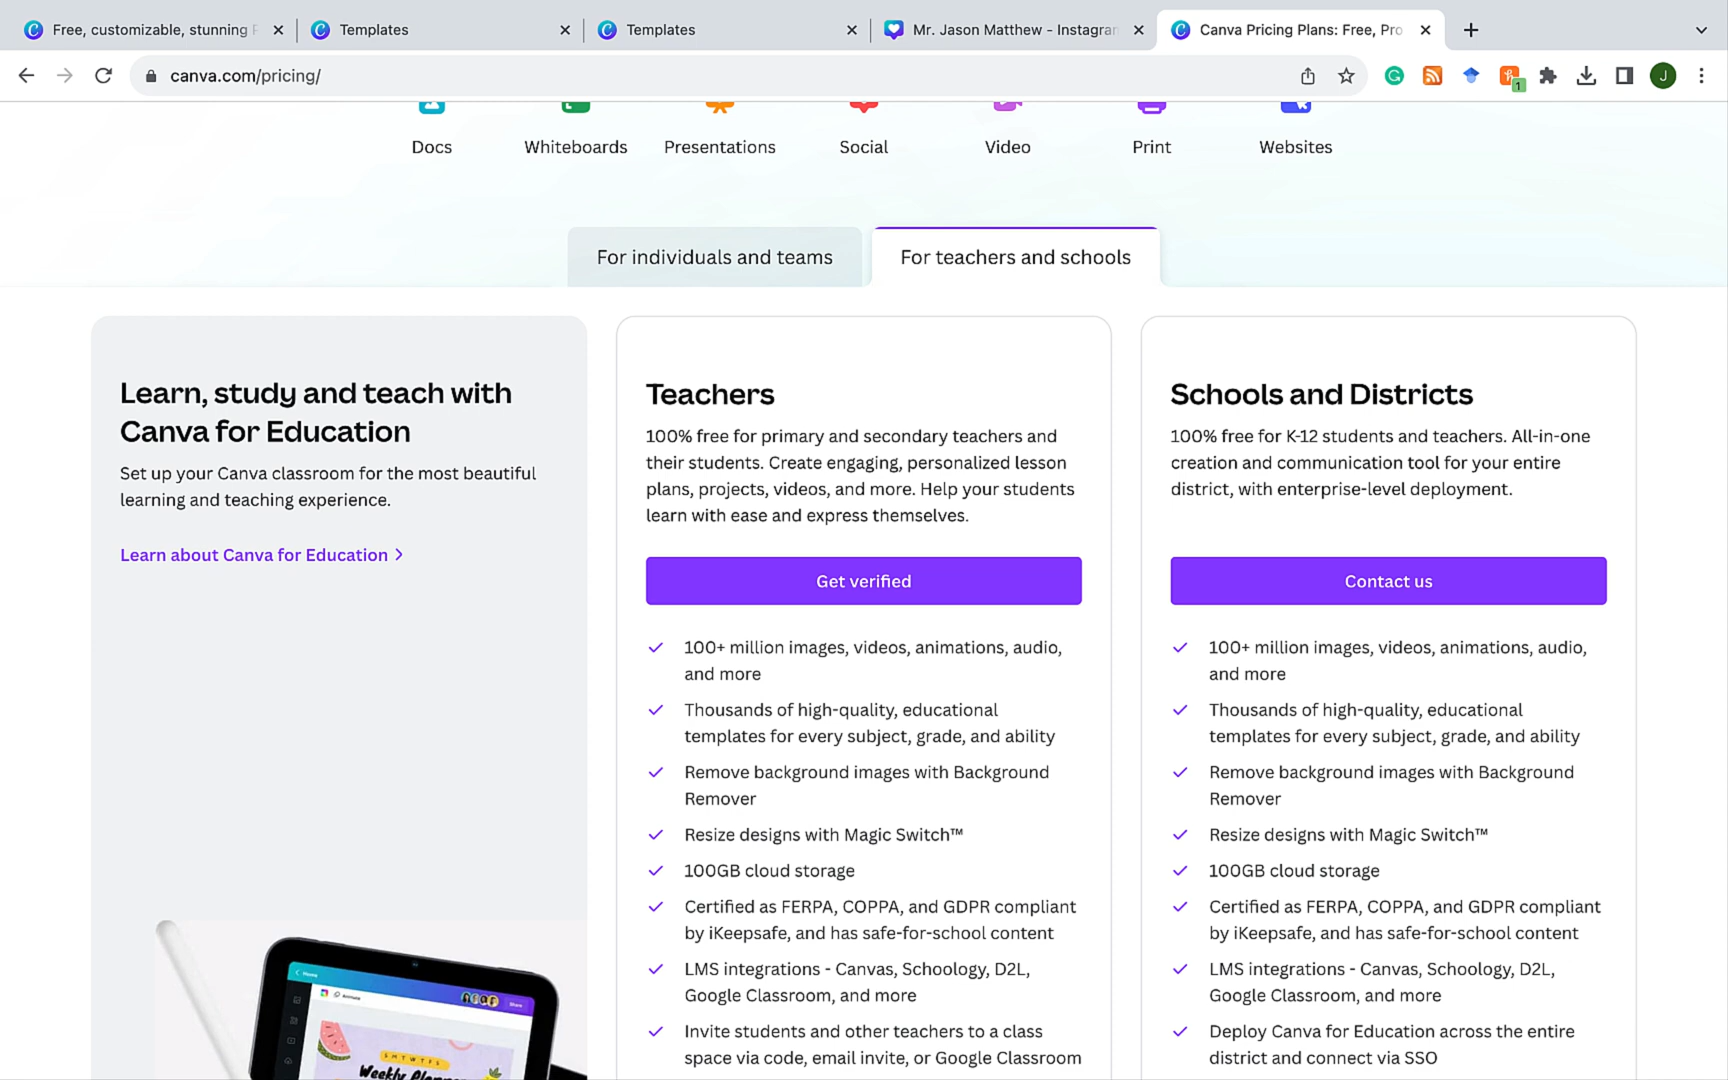 Free, customizable, stunning
Templates
Templates
Mr. Jason Matthew - Instagram
Canva Pricing Plans: Free, Pro
canva.com/pricing/
1
J
Docs
Whiteboards
Presentations
Social
Video
Print
Websites
For individuals and teams
For teachers and schools
Learn, study and teach with
Canva for Education
Set up your Canva classroom for the most beautiful
learning and teaching experience.
Learn about Canva for Education
Home
Animate
Share
S M T W T F S
Weekly
Teachers
100% free for primary and secondary teachers and
their students. Create engaging, personalized lesson
plans, projects, videos, and more. Help your students
learn with ease and express themselves.
Get verified
100+ million images, videos, animations, audio,
and more
Thousands of high-quality, educational
templates for every subject, grade, and ability
Remove background images with Background
Remover
Resize designs with Magic Switch™
100GB cloud storage
Certified as FERPA, COPPA, and GDPR compliant
by iKeepsafe, and has safe-for-school content
LMS integrations - Canvas, Schoology, D2L,
Google Classroom, and more
Invite students and other teachers to a class
space via code, email invite, or Google Classroom
Schools and Districts
100% free for K-12 students and teachers. All-in-one
creation and communication tool for your entire
district, with enterprise-level deployment.
Contact us
100+ million images, videos, animations, audio,
and more
Thousands of high-quality, educational
templates for every subject, grade, and ability
Remove background images with Background
Remover
Resize designs with Magic Switch™
100GB cloud storage
Certified as FERPA, COPPA, and GDPR compliant
by iKeepsafe, and has safe-for-school content
LMS integrations - Canvas, Schoology, D2L,
Google Classroom, and more
Deploy Canva for Education across the entire
district and connect via SSO